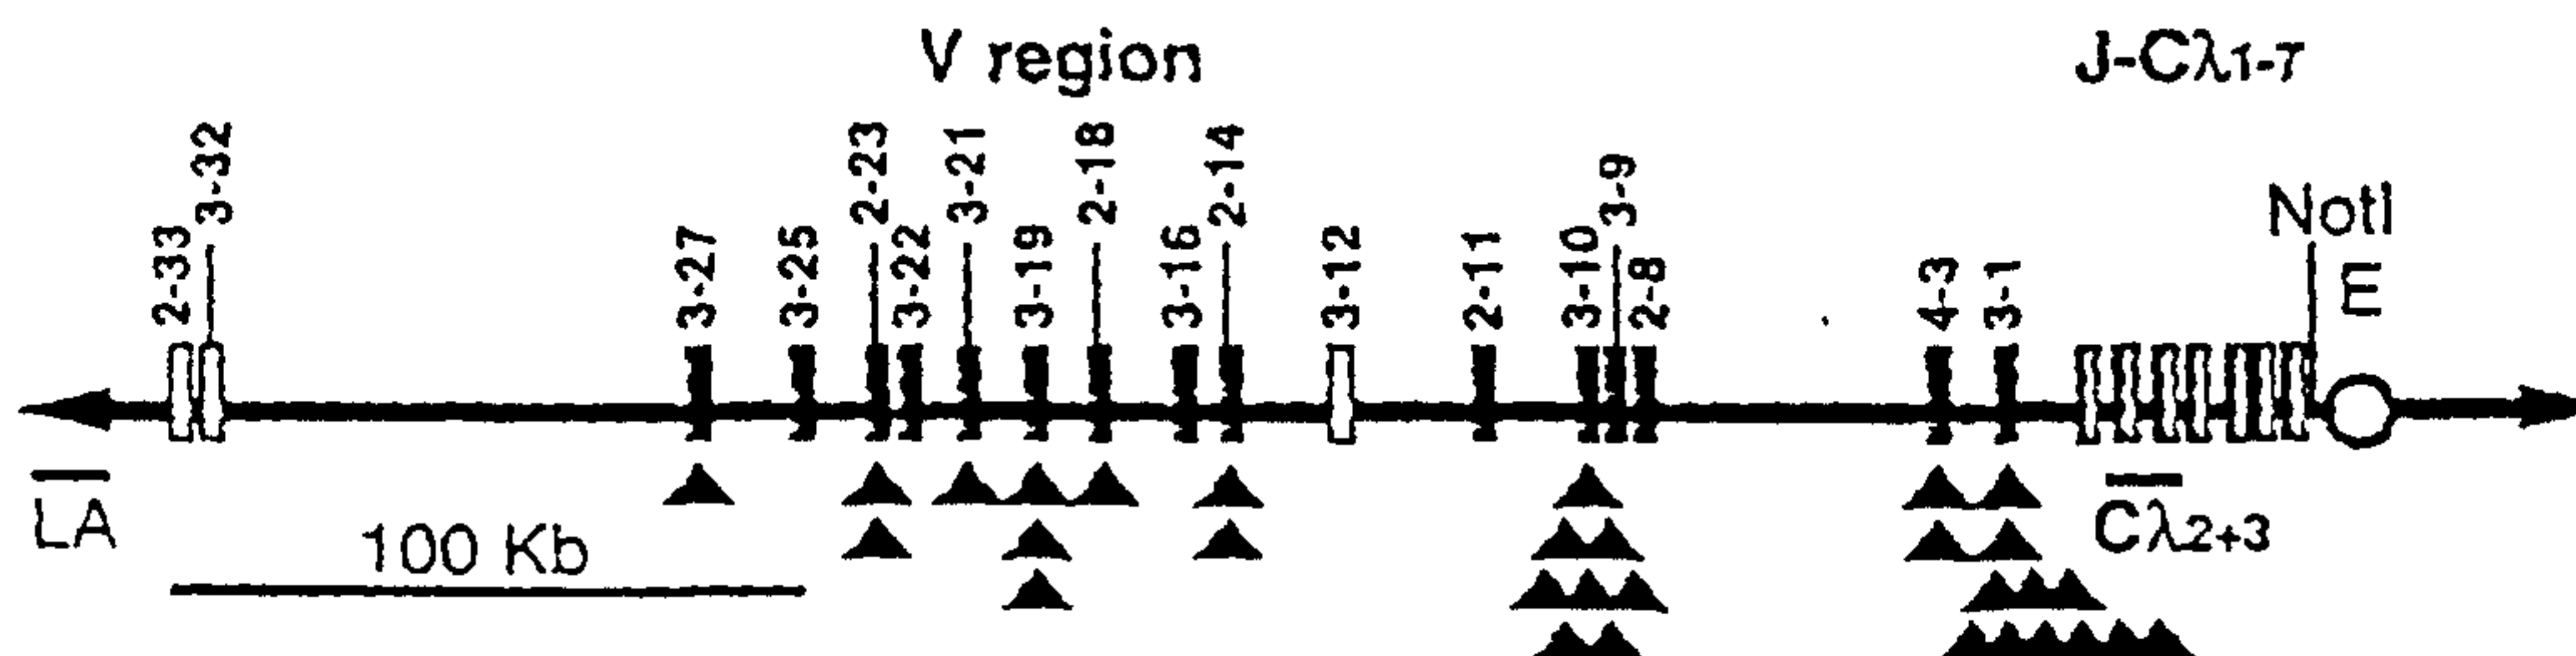 V region
J-Cλ1-7
2-33
3-32
3-27
3-25
2-23
3-22
3-21
3-19
2-18
3-16
2-14
3-12
2-11
3-10
3-9
2-8
4-3
3-1
NotI
E
LA
100 Kb
Cλ2+3